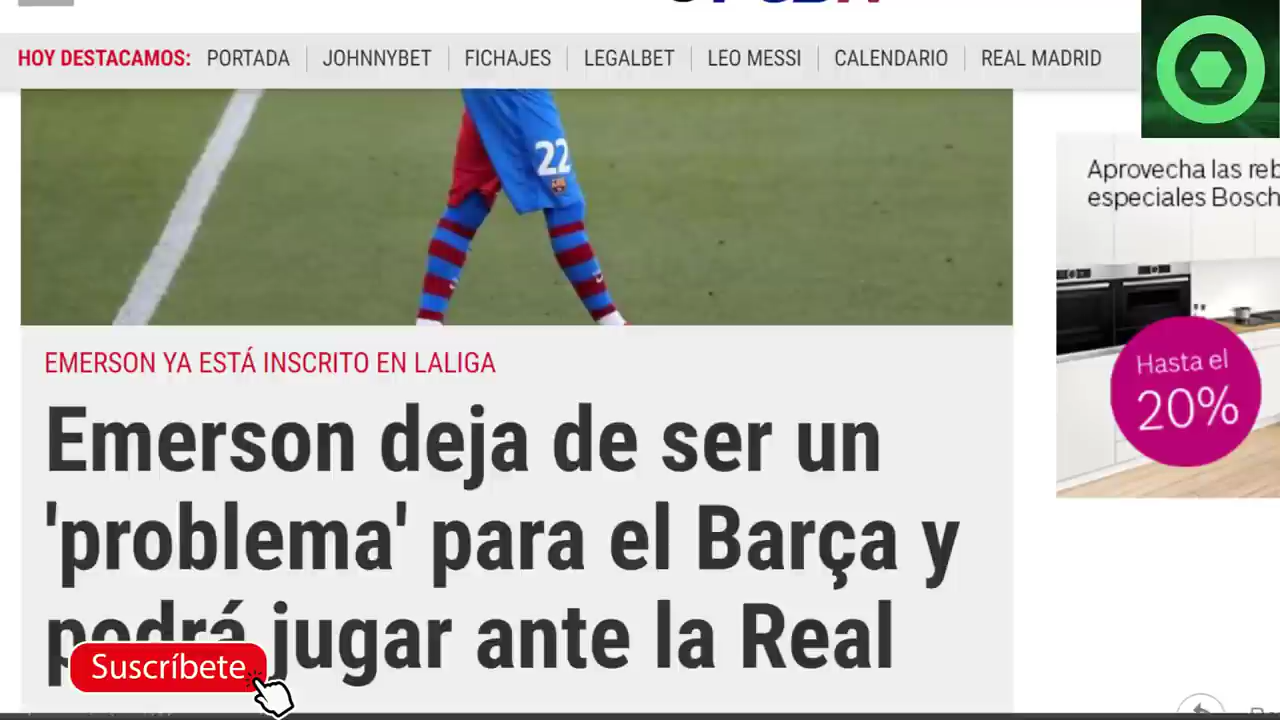 HOY DESTACAMOS: PORTADA JOHNNYBET FICHAJES LEGALBET LEO MESSI CALENDARIO REAL MADRID
22
Aprovecha las
especiales Bosch
Hasta el
20%
EMERSON YA ESTÁ INSCRITO EN LALIGA
Emerson deja de ser un
'problema' para el Barça y
podrá jugar ante la Real
Suscríbete